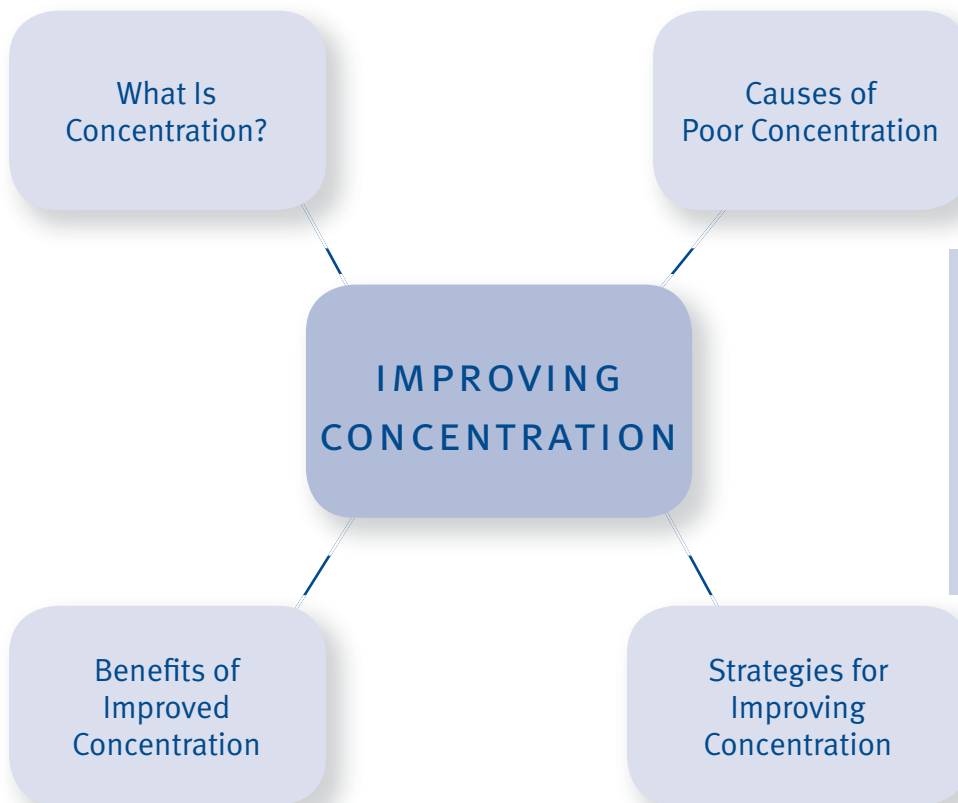 What Is
Concentration?
Causes of
Poor Concentration
IMPROVING
CONCENTRATION
Benefits of
Improved
Concentration
Strategies for
Improving
Concentration